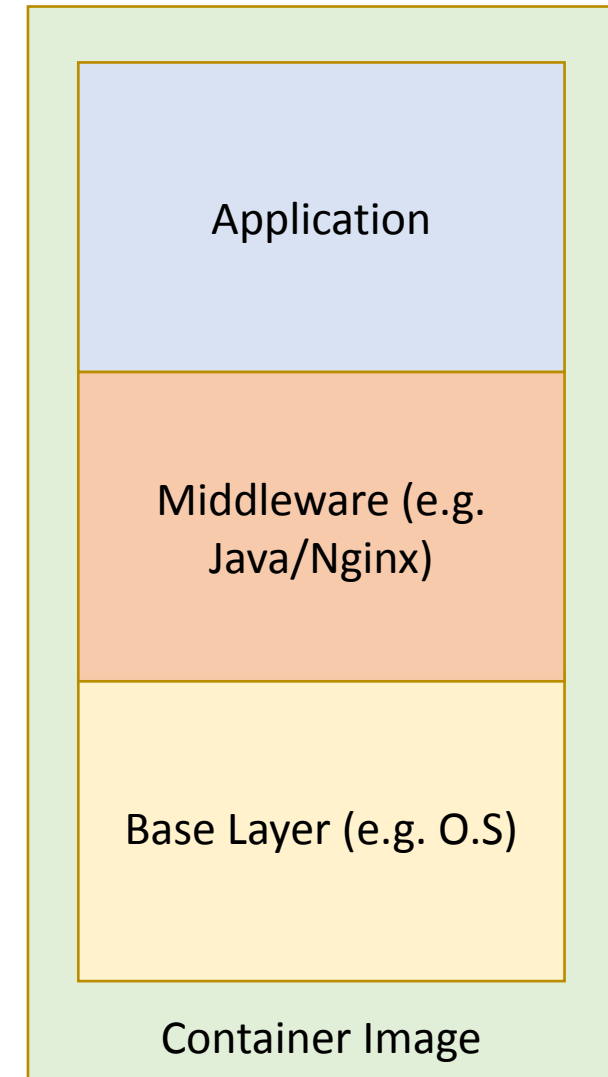 Application
Middleware (e.g.
Java/Nginx)
Base Layer (e.g. O.S)
Container Image